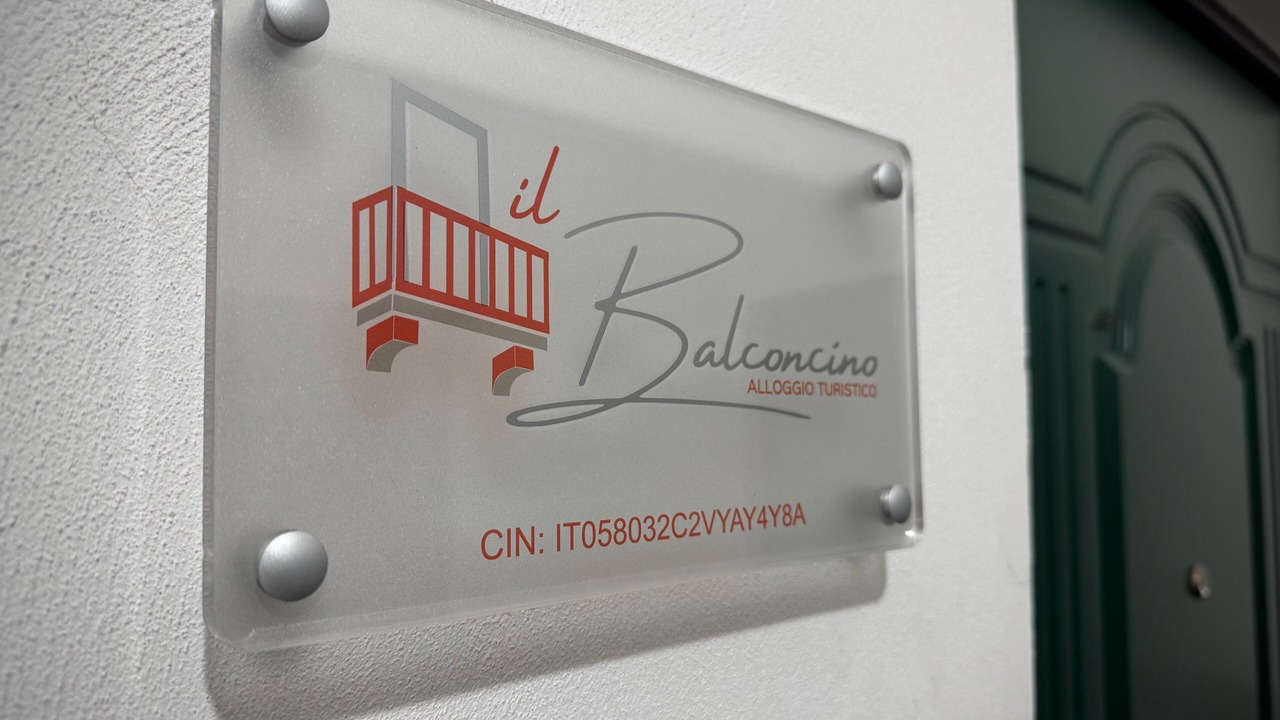 il
Balconcino
ALLOGGIO TURISTICO
CIN: IT058032C2VYAY4Y8A